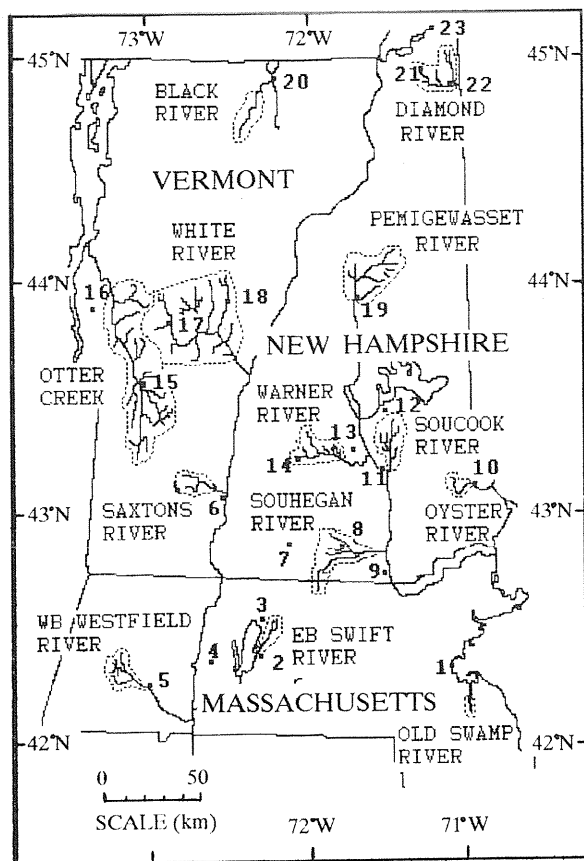 73°W 72°W 23
45°N 21 22 45°N
20
BLACK
RIVER
DIAMOND
RIVER
VERMONT
WHITE
RIVER
PEMIGEWASSET
RIVER
44°N 16 17 18 19 44°N
NEW HAMPSHIRE
OTTER
CREEK
15
WARNER
RIVER
12
SOUCOOK
RIVER
14 13 11 10
SAXTONS
RIVER
6
SOUHEGAN
RIVER
OYSTER
RIVER
43°N 43°N
7 8 9
WB WESTFIELD
RIVER
3
4
EB SWIFT
RIVER
2
5
1
MASSACHUSETTS
42°N OLD SWAMP
RIVER 42°N
0 50
SCALE (km)
72°W 71°W